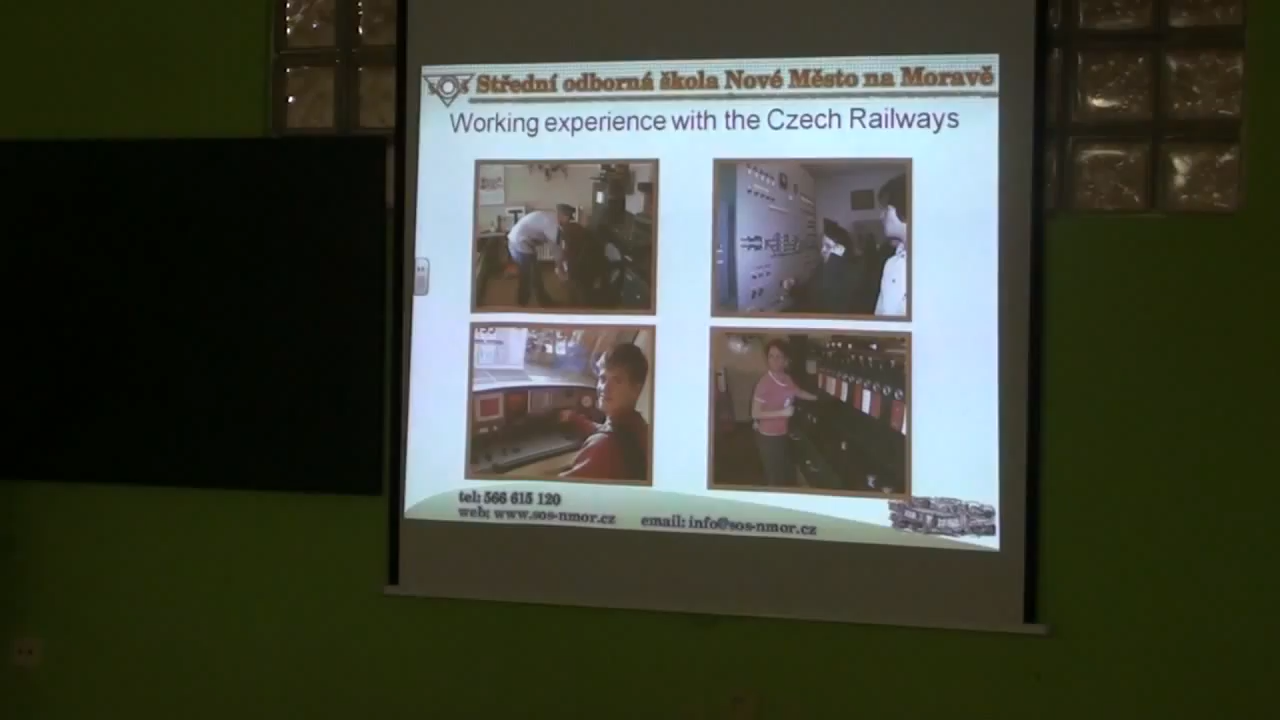 Střední odborná škola Nové Město na Moravě
Working experience with the Czech Railways
tel: 566 615 120
web: www.sos-nmor.cz email: info@sos-nmor.cz